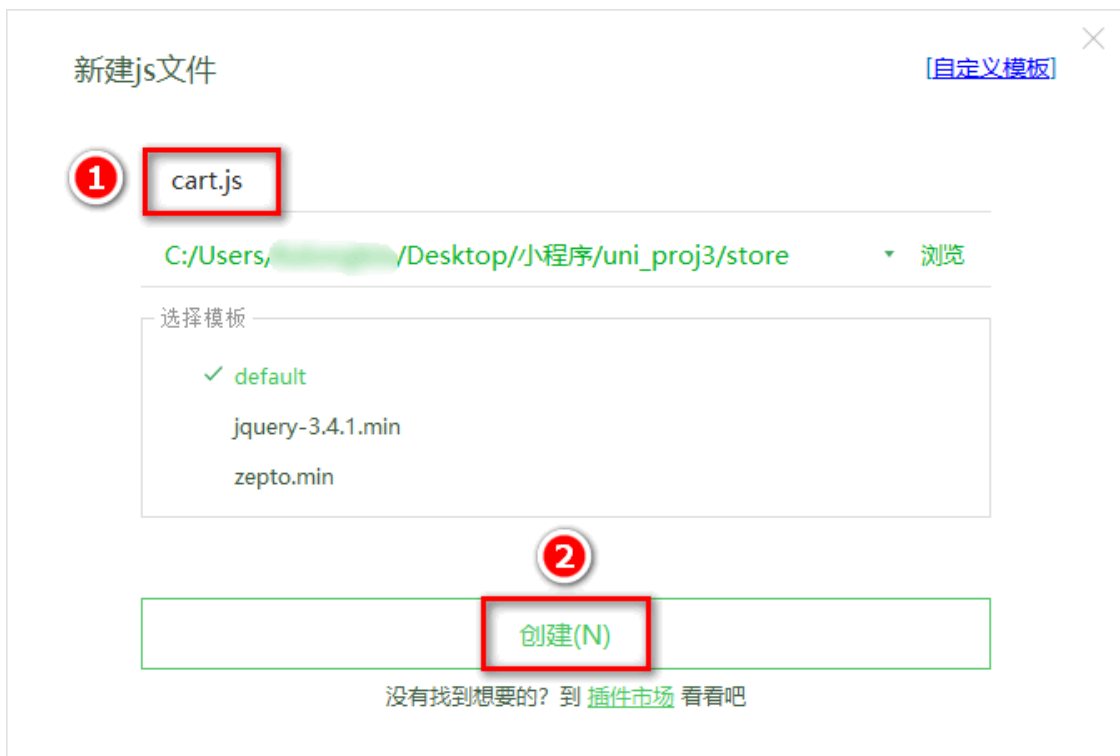 新建js文件 [自定义模板]
1 cart.js
C:/Users/ /Desktop/小程序/uni_proj3/store 浏览
选择模板
default
jquery-3.4.1.min
zepto.min
2
创建(N)
没有找到想要的？到 插件市场 看看吧